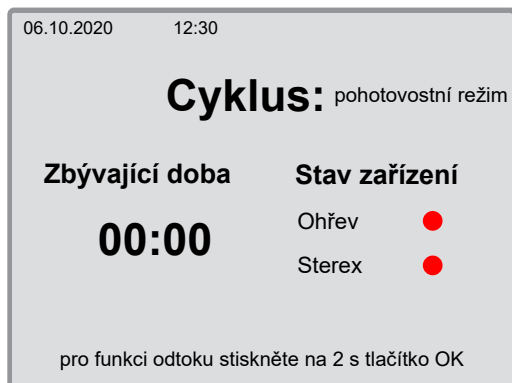 06.10.2020 12:30
Cyklus: pohotovostní režim
Zbývající doba
00:00
Stav zařízení
Ohřev
Sterex
pro funkci odtoku stiskněte na 2 s tlačítko OK